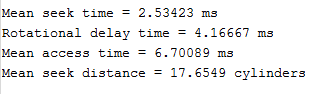 Mean seek time = 2.53423 ms
Rotational delay time = 4.16667 ms
Mean access time = 6.70089 ms
Mean seek distance = 17.6549 cylinders